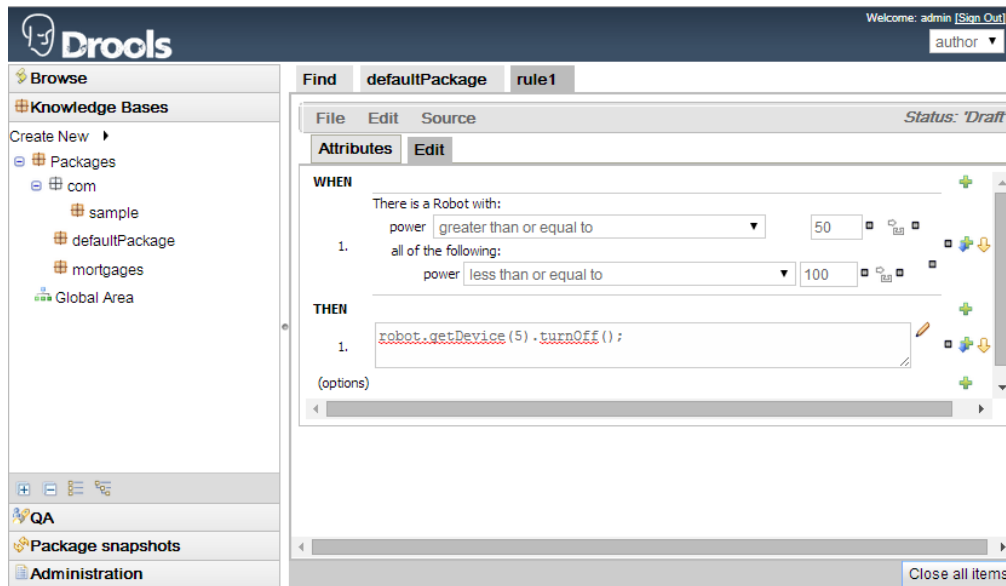 Welcome: admin [Sign Out]
Drools
author
Browse
Knowledge Bases
Create New
Packages
com
sample
defaultPackage
mortgages
Global Area
QA
Package snapshots
Administration
Find defaultPackage rule1
File Edit Source Status: 'Draft
Attributes Edit
WHEN
There is a Robot with:
power greater than or equal to 50
1.
all of the following:
power less than or equal to 100
THEN
1. robot.getDevice(5).turnOff();
(options)
Close all items